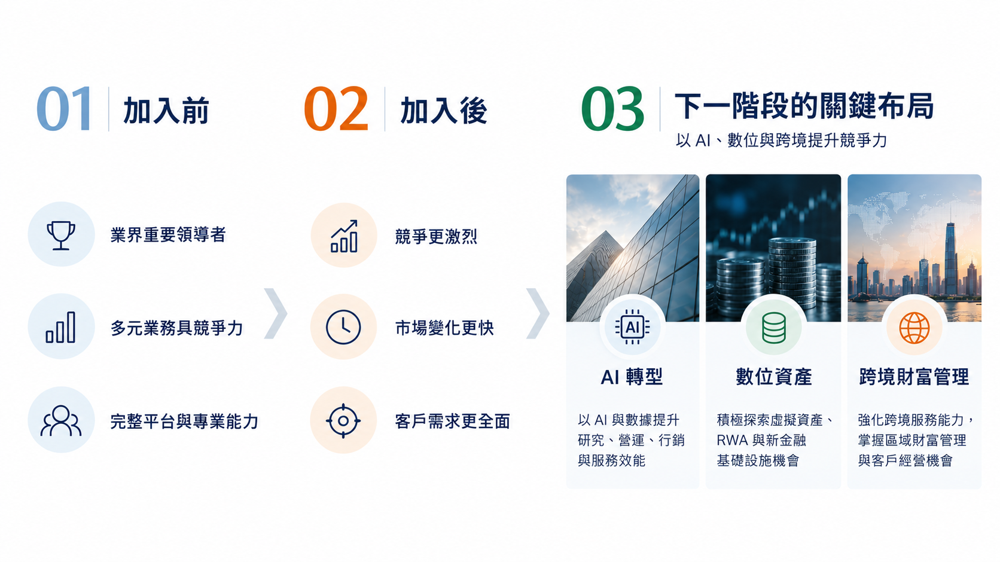 01
加入前
業界重要領導者
多元業務具競爭力
完整平台與專業能力
02
加入後
競爭更激烈
市場變化更快
客戶需求更全面
03
下一階段的關鍵布局
以 AI、數位與跨境提升競爭力
AI
AI 轉型
以 AI 與數據提升
研究、營運、行銷
與服務效能
數位資產
積極探索虛擬資產、
RWA 與新金融
基礎設施機會
跨境財富管理
強化跨境服務能力，
掌握區域財富管理
與客戶經營機會